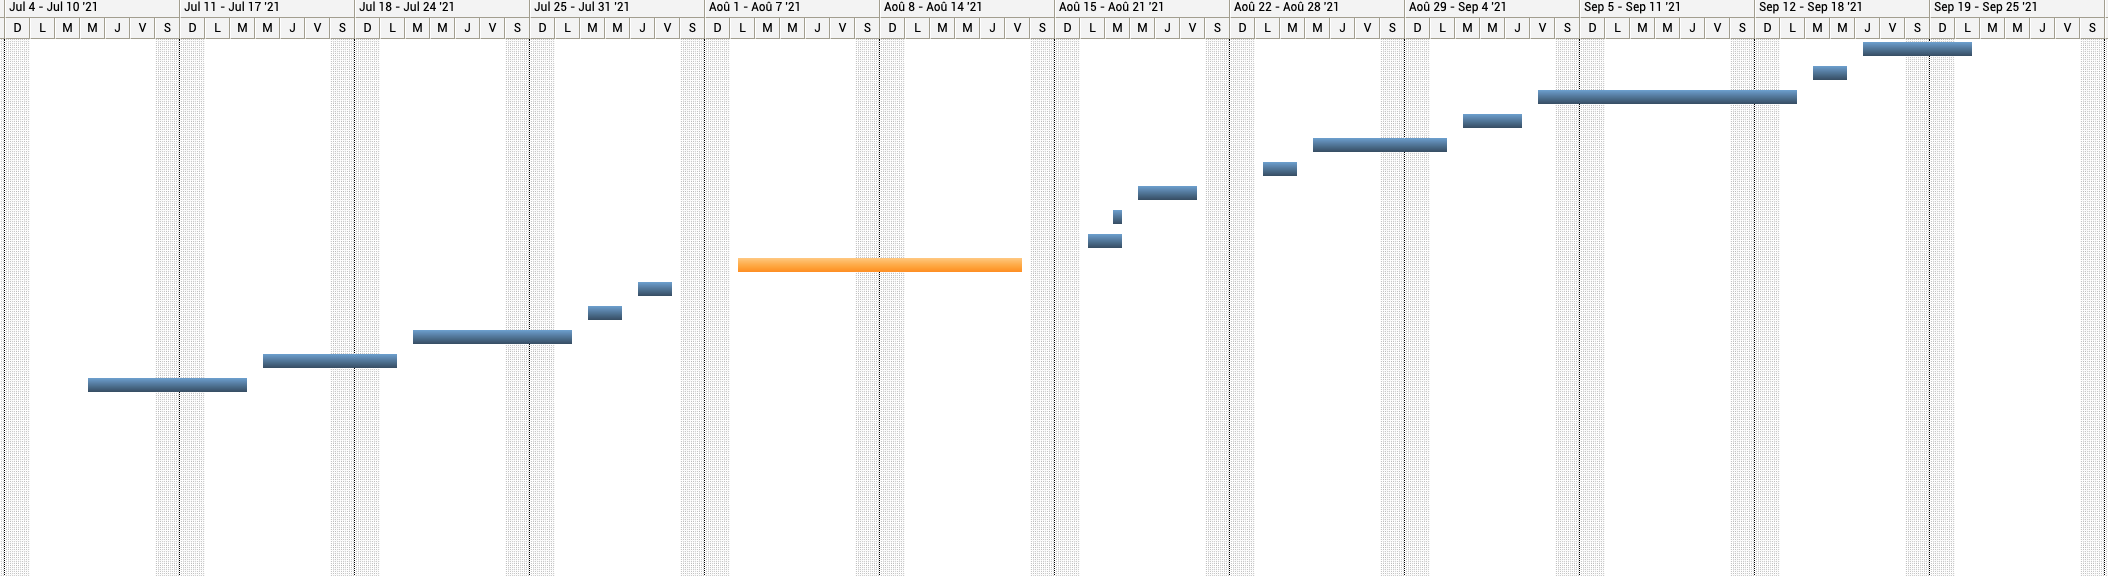 Jul 4 - Jul 10 '21 Jul 11 - Jul 17 '21 Jul 18 - Jul 24 '21 Jul 25 - Jul 31 '21 Aoû 1 - Aoû 7 '21 Aoû 8 - Aoû 14 '21 Aoû 15 - Aoû 21 '21 Aoû 22 - Aoû 28 '21 Aoû 29 - Sep 4 '21 Sep 5 - Sep 11 '21 Sep 12 - Sep 18 '21 Sep 19 - Sep 25 '21
D L M M J V S D L M M J V S D L M M J V S D L M M J V S D L M M J V S D L M M J V S D L M M J V S D L M M J V S D L M M J V S D L M M J V S D L M M J V S D L M M J V S